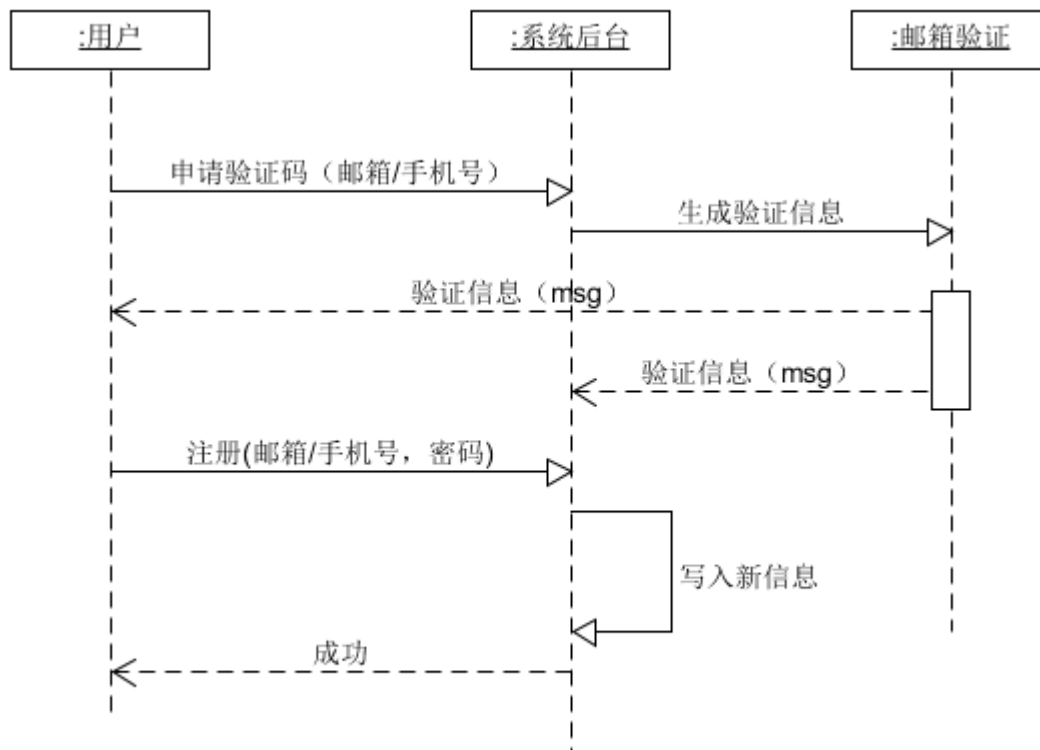 :用户
:系统后台
:邮箱验证
申请验证码（邮箱/手机号）
生成验证信息
验证信息（msg）
验证信息（msg）
注册(邮箱/手机号，密码)
写入新信息
成功